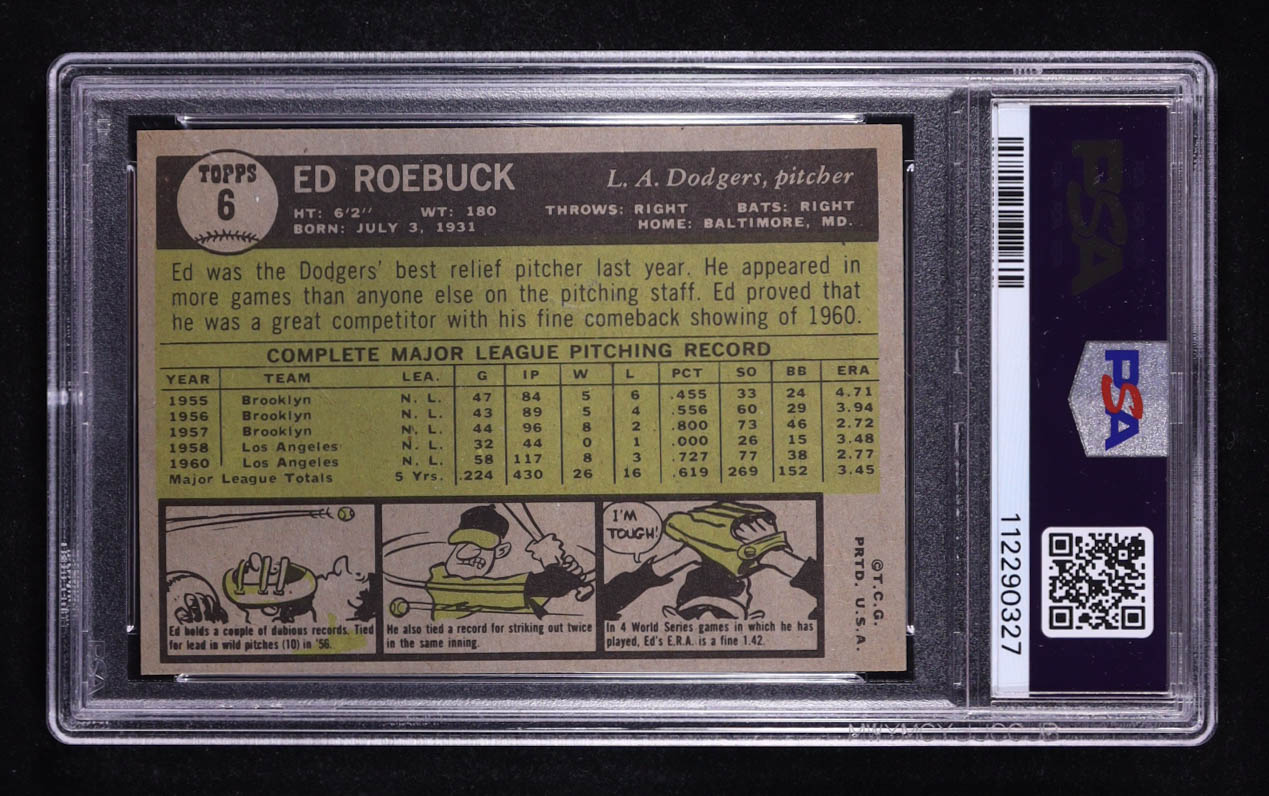 TOPPS
6
ED ROEBUCK
L. A. Dodgers, pitcher
HT: 6'2" WT: 180 THROWS: RIGHT BATS: RIGHT
BORN: JULY 3, 1931 HOME: BALTIMORE, MD.
Ed was the Dodgers' best relief pitcher last year. He appeared in
more games than anyone else on the pitching staff. Ed proved that
he was a great competitor with his fine comeback showing of 1960.
COMPLETE MAJOR LEAGUE PITCHING RECORD
YEAR TEAM LEA. G IP W L PCT SO BB ERA
1955 Brooklyn N. L. 47 84 5 6 .455 33 24 4.71
1956 Brooklyn N. L. 43 89 5 4 .556 60 29 3.94
1957 Brooklyn N. L. 44 96 8 2 .800 73 46 2.72
1958 Los Angeles N. L. 32 44 0 1 .000 26 15 3.48
1960 Los Angeles N. L. 58 117 8 3 .727 77 38 2.77
Major League Totals 5 Yrs. .224 430 26 16 .619 269 152 3.45
Ed holds a couple of dubious records. Tied
for lead in wild pitches (10) in '56.
He also tied a record for striking out twice
in the same inning.
I'M
TOUGH!
In 4 World Series games in which he has
played, Ed's E.R.A. is a fine 1.42.
©T.C.G.
PRTD. U.S.A.
PSA
PSA
112290327